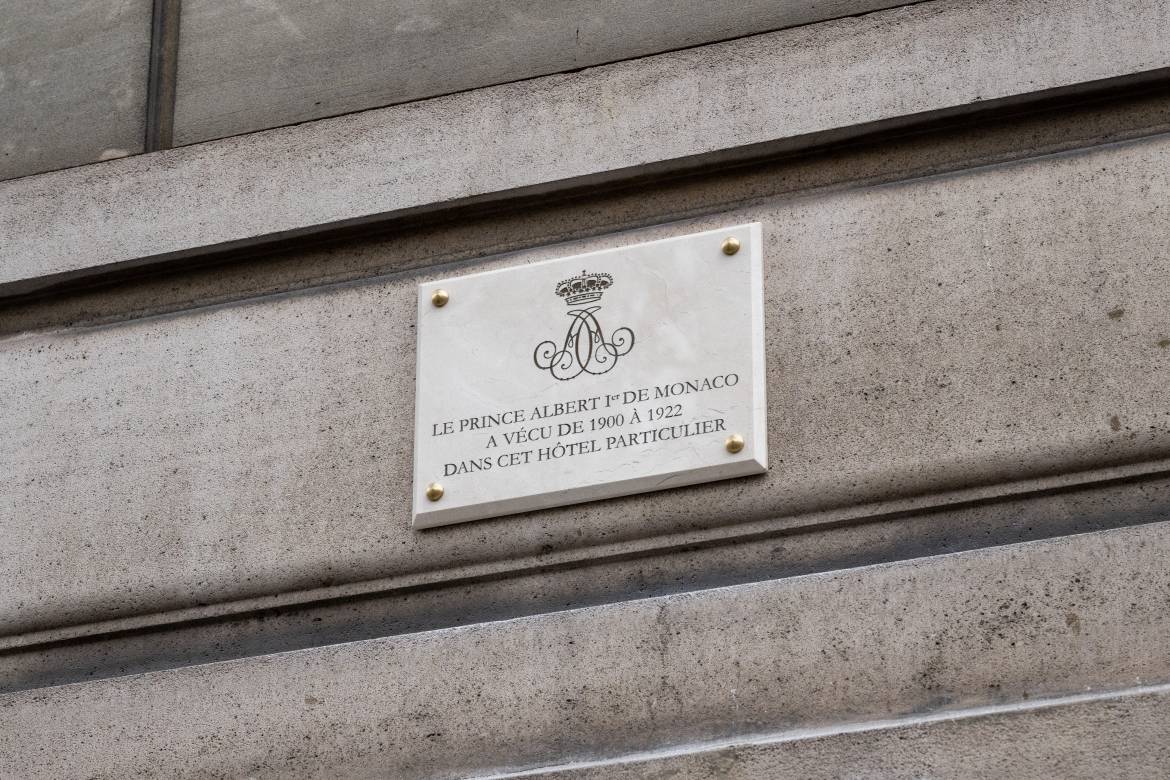 LE PRINCE ALBERT Iᵉʳ DE MONACO
A VÉCU DE 1900 À 1922
DANS CET HÔTEL PARTICULIER